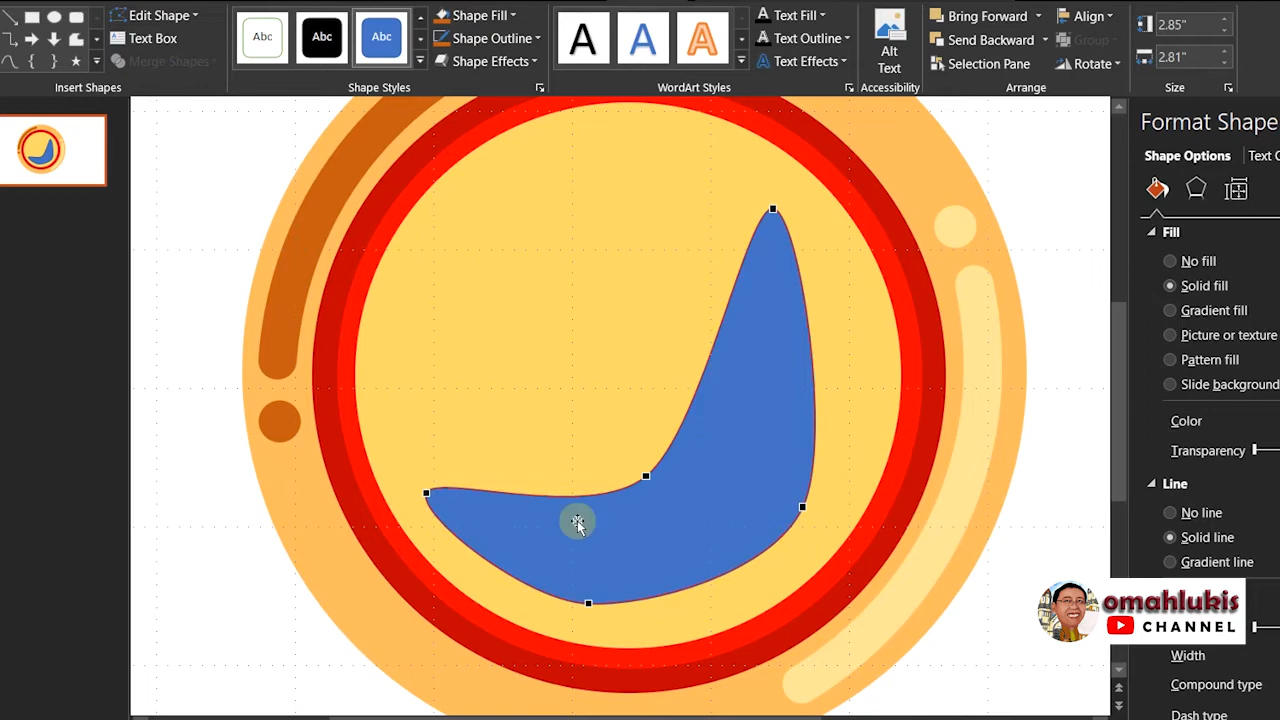 Edit Shape
Text Box
Merge Shapes
Insert Shapes
Abc
Abc
Abc
Shape Fill
Shape Outline
Shape Effects
Shape Styles
A
A
A
Text Fill
Text Outline
Text Effects
WordArt Styles
Alt
Text
Accessibility
Bring Forward
Send Backward
Selection Pane
Align
Group
Rotate
Arrange
2.85"
2.81"
Size
Format Shape
Shape Options
Text O
Fill
No fill
Solid fill
Gradient fill
Picture or texture
Pattern fill
Slide background
Color
Transparency
Line
No line
Solid line
Gradient line
omahlukis
CHANNEL
Width
Compound type
Dash type